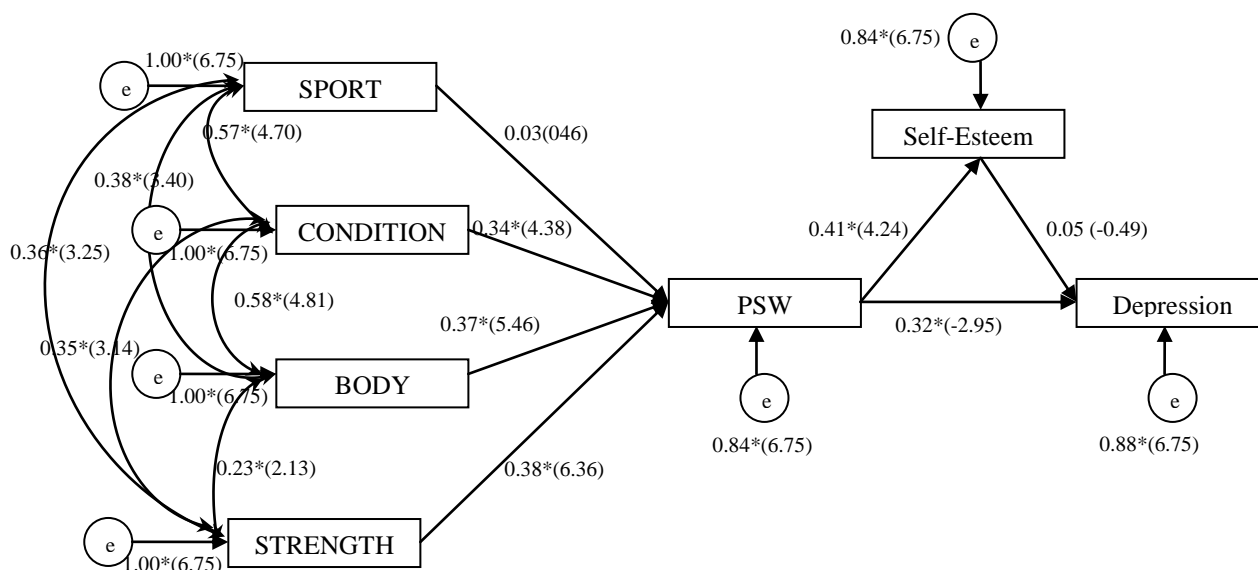 0.84*(6.75)
e
1.00*(6.75)
e
SPORT
0.57*(4.70)
0.03(046)
Self-Esteem
0.38*(3.40)
e
CONDITION
1.00*(6.75)
0.34*(4.38)
0.41*(4.24)
0.05 (-0.49)
0.36*(3.25)
0.58*(4.81)
PSW
Depression
0.37*(5.46)
0.32*(-2.95)
0.35*(3.14)
e
BODY
1.00*(6.75)
e
e
0.84*(6.75)
0.88*(6.75)
0.23*(2.13)
0.38*(6.36)
e
STRENGTH
1.00*(6.75)